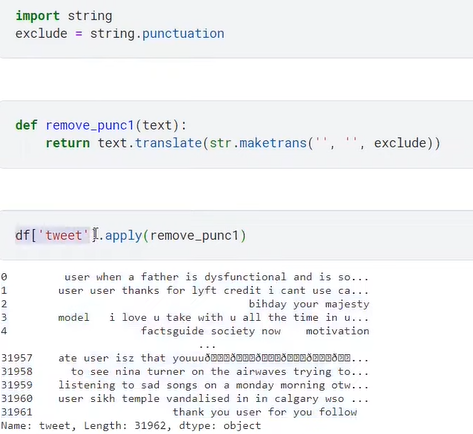 import string
exclude = string.punctuation
def remove_punc1(text):
    return text.translate(str.maketrans('', '', exclude))
df['tweet'].apply(remove_punc1)
0 user when a father is dysfunctional and is so...
1 user user thanks for lyft credit i cant use ca...
2 bihday your majesty
3 model i love u take with u all the time in u...
4 factsguide society now motivation
...
31957 ate user isz that youuuð...
31958 to see nina turner on the airwaves trying to...
31959 listening to sad songs on a monday morning otw...
31960 user sikh temple vandalised in in calgary wso ...
31961 thank you user for you follow
Name: tweet, Length: 31962, dtype: object